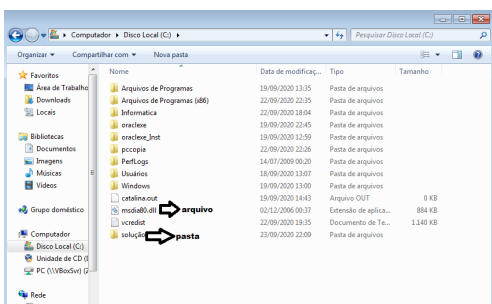 Computador ▸ Disco Local (C:) ▸
Pesquisar Disco Local (C:)
Organizar Compartilhar com Nova pasta
Favoritos
Área de Trabalho
Downloads
Locais
Bibliotecas
Documentos
Imagens
Músicas
Vídeos
Grupo doméstico
Computador
Disco Local (C:)
Unidade de CD (
PC (\\VBoxSvr) (
Rede
Nome Data de modificaç... Tipo Tamanho
Arquivos de Programas 19/09/2020 13:35 Pasta de arquivos
Arquivos de Programas (x86) 22/09/2020 22:35 Pasta de arquivos
Informatica 22/09/2020 18:04 Pasta de arquivos
oraclexe 19/09/2020 22:45 Pasta de arquivos
oraclexe_Inst 19/09/2020 12:59 Pasta de arquivos
pccopia 22/09/2020 22:26 Pasta de arquivos
PerfLogs 14/07/2009 00:20 Pasta de arquivos
Usuários 18/09/2020 13:07 Pasta de arquivos
Windows 19/09/2020 13:00 Pasta de arquivos
catalina.out 19/09/2020 14:43 Arquivo OUT 0 KB
msdia80.dll arquivo 02/12/2006 00:37 Extensão de aplica... 884 KB
vcredist 22/09/2020 19:35 Documento de Te... 1.140 KB
solução pasta 23/09/2020 22:09 Pasta de arquivos